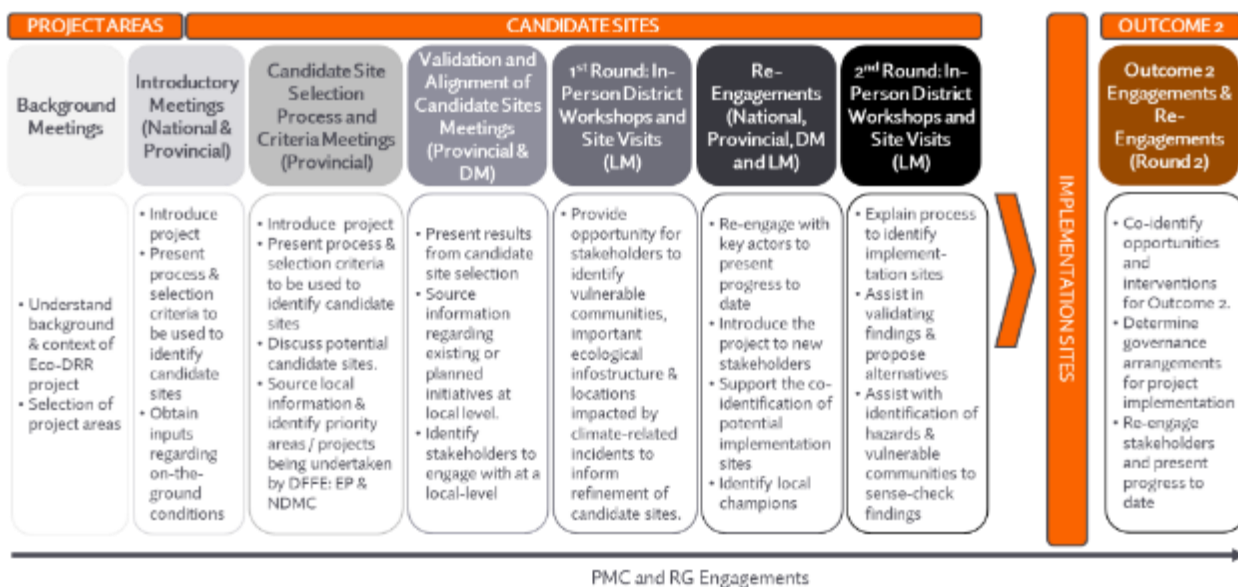 PROJECT AREAS
CANDIDATE SITES
OUTCOME 2
Background
Meetings
Introductory
Meetings
(National &
Provincial)
Candidate Site
Selection
Process and
Criteria Meetings
(Provincial)
Validation and
Alignment of
Candidate Sites
Meetings
(Provincial &
DM)
1st Round: In-
Person District
Workshops and
Site Visits
(LM)
Re-
Engagements
(National,
Provincial, DM
and LM)
2nd Round: In-
Person District
Workshops and
Site Visits
(LM)
Outcome 2
Engagements &
Re-
Engagements
(Round 2)
• Understand
background
& context of
Eco-DRR
project
• Selection of
project areas
• Introduce
project
• Present
process &
selection
criteria to
be used to
identify
candidate
sites
• Obtain
inputs
regarding
on-the-
ground
conditions
• Introduce project
• Present process &
selection criteria
to be used to
identify candidate
sites
• Discuss potential
candidate sites.
• Source local
information &
identify priority
areas / projects
being undertaken
by DFFE: EP &
NDMC
• Present results
from candidate
site selection
• Source
information
regarding
existing or
planned
initiatives at
local level.
• Identify
stakeholders to
engage with at a
local-level
• Provide
opportunity for
stakeholders to
identify
vulnerable
communities,
important
ecological
infostructure &
locations
impacted by
climate-related
incidents to
inform
refinement of
candidate sites.
• Re-engage with
key actors to
present
progress to
date
• Introduce the
project to new
stakeholders
• Support the co-
identification of
potential
implementation
sites
• Identify local
champions
• Explain process
to identify
implemen-
tation sites
• Assist in
validating
findings &
propose
alternatives
• Assist with
identification of
hazards &
vulnerable
communities to
sense-check
findings
IMPLEMENTATION SITES
• Co-identify
opportunities
and
interventions
for Outcome 2.
• Determine
governance
arrangements
for project
implementation
• Re-engage
stakeholders
and present
progress to
date
PMC and RG Engagements